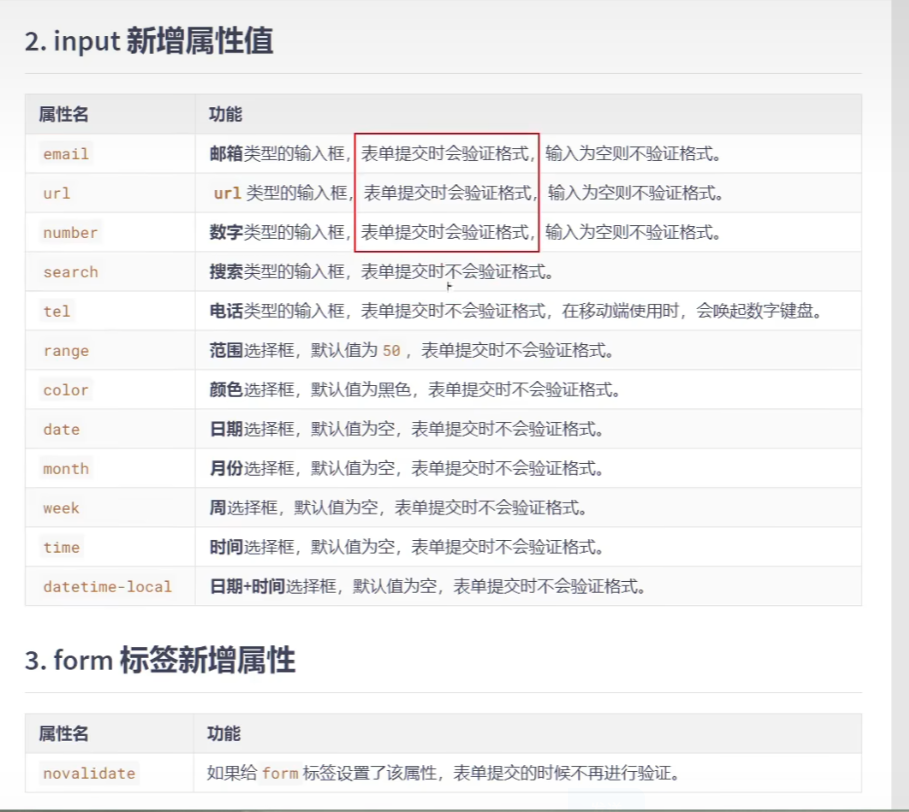 2. input 新增属性值
属性名 功能
email 邮箱类型的输入框，表单提交时会验证格式，输入为空则不验证格式。
url url 类型的输入框，表单提交时会验证格式，输入为空则不验证格式。
number 数字类型的输入框，表单提交时会验证格式，输入为空则不验证格式。
search 搜索类型的输入框，表单提交时不会验证格式。
tel 电话类型的输入框，表单提交时不会验证格式，在移动端使用时，会唤起数字键盘。
range 范围选择框，默认值为 50 ，表单提交时不会验证格式。
color 颜色选择框，默认值为黑色，表单提交时不会验证格式。
date 日期选择框，默认值为空，表单提交时不会验证格式。
month 月份选择框，默认值为空，表单提交时不会验证格式。
week 周选择框，默认值为空，表单提交时不会验证格式。
time 时间选择框，默认值为空，表单提交时不会验证格式。
datetime-local 日期+时间选择框，默认值为空，表单提交时不会验证格式。
3. form 标签新增属性
属性名 功能
novalidate 如果给 form 标签设置了该属性，表单提交的时候不再进行验证。